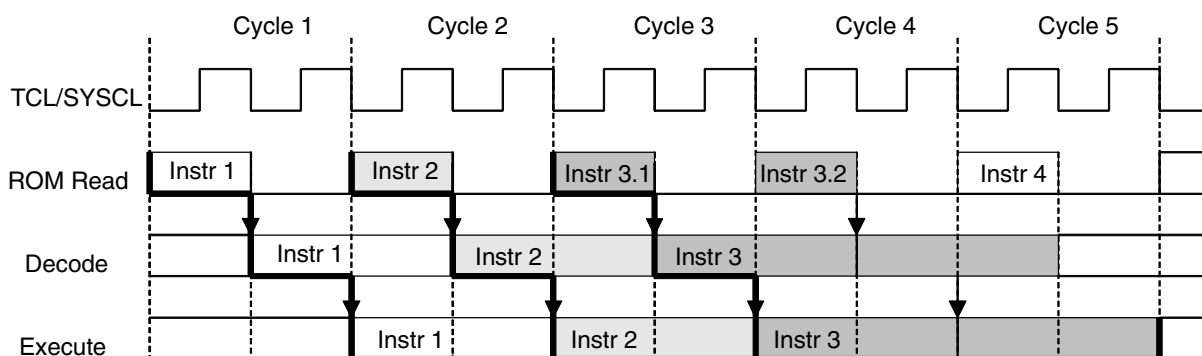 Cycle 1 Cycle 2 Cycle 3 Cycle 4 Cycle 5
TCL/SYSCL
ROM Read Instr 1 Instr 2 Instr 3.1 Instr 3.2 Instr 4
Decode Instr 1 Instr 2 Instr 3
Execute Instr 1 Instr 2 Instr 3